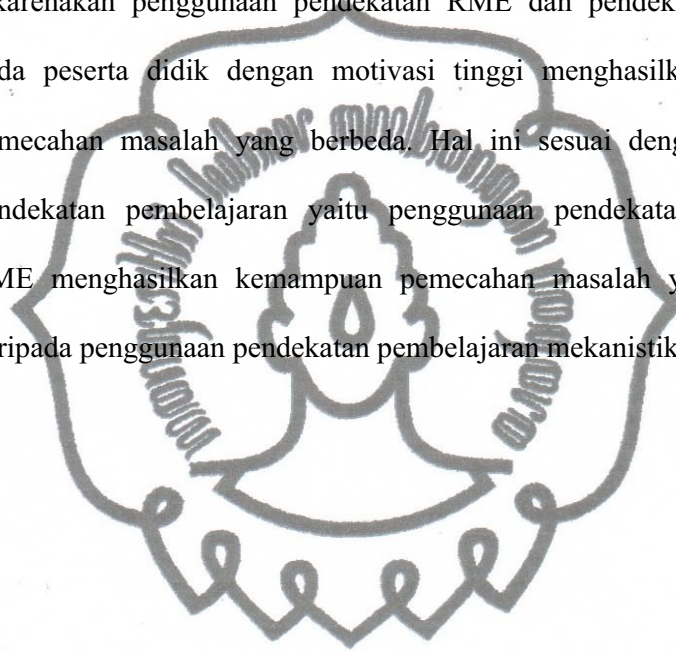 karenakan penggunaan pendekatan RME dan pendek
da peserta didik dengan motivasi tinggi menghasilk
mecahan masalah yang berbeda. Hal ini sesuai deng
ndekatan pembelajaran yaitu penggunaan pendekata
ME menghasilkan kemampuan pemecahan masalah y
ripada penggunaan pendekatan pembelajaran mekanistik